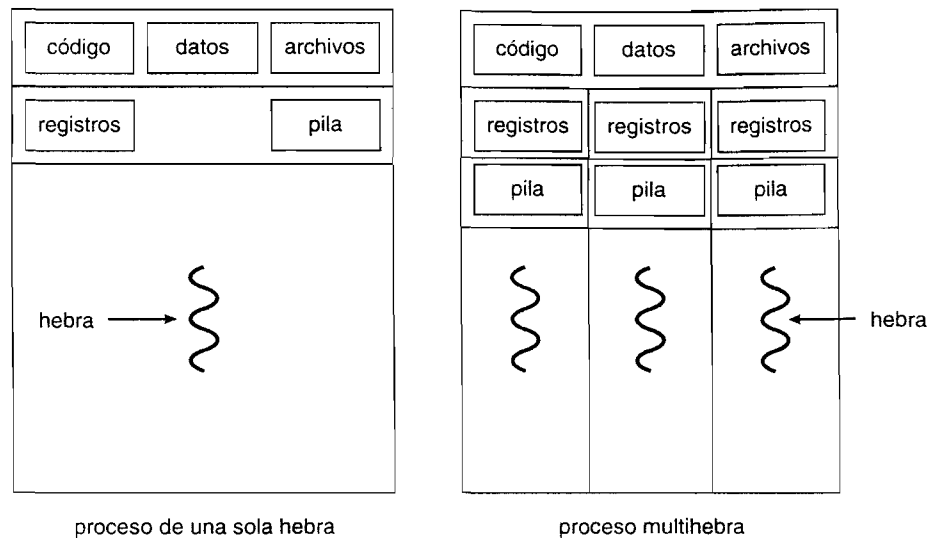 código datos archivos
registros pila
hebra
proceso de una sola hebra
código datos archivos
registros registros registros
pila pila pila
hebra
proceso multihebra